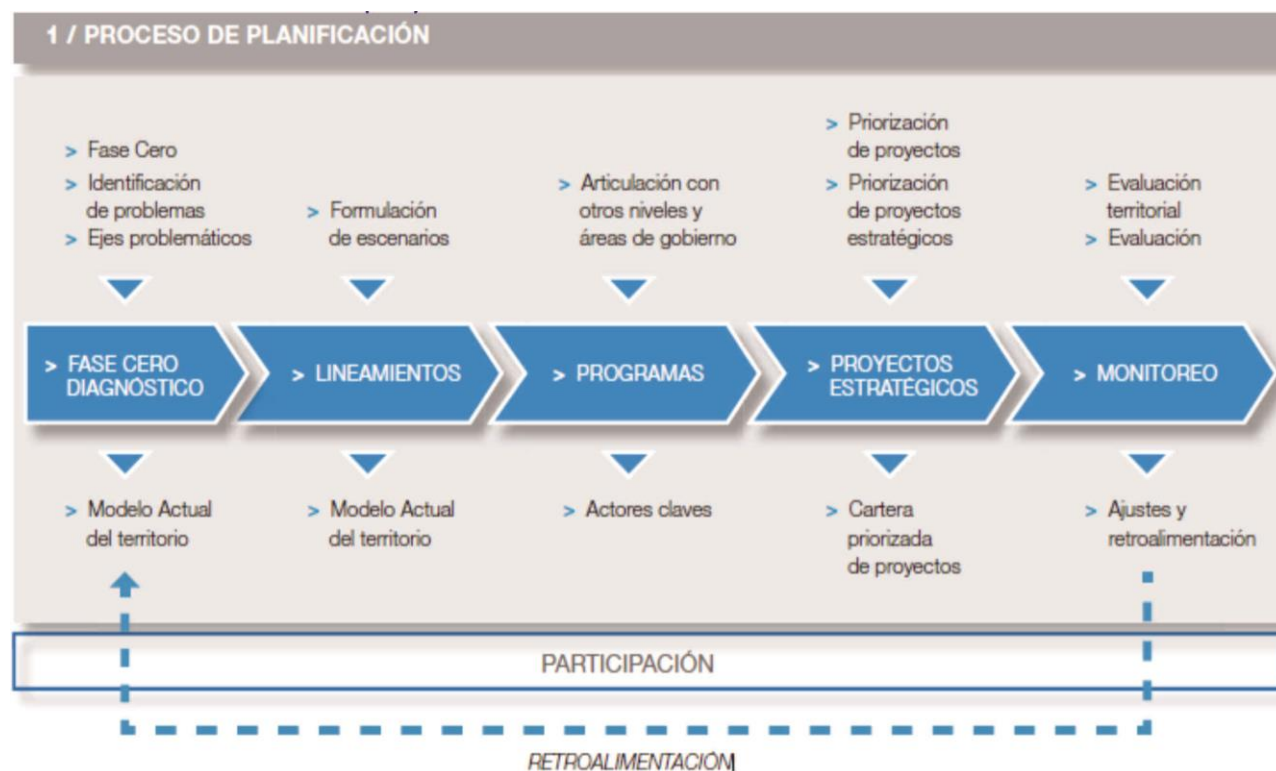 1 / PROCESO DE PLANIFICACIÓN
> Fase Cero
> Identificación
de problemas
> Ejes problemáticos
> Formulación
de escenarios
> Articulación con
otros niveles y
áreas de gobierno
> Priorización
de proyectos
> Priorización
de proyectos
estratégicos
> Evaluación
territorial
> Evaluación
> FASE CERO
DIAGNÓSTICO
> LINEAMIENTOS
> PROGRAMAS
> PROYECTOS
ESTRATÉGICOS
> MONITOREO
> Modelo Actual
del territorio
> Modelo Actual
del territorio
> Actores claves
> Cartera
priorizada
de proyectos
> Ajustes y
retroalimentación
PARTICIPACIÓN
RETROALIMENTACIÓN